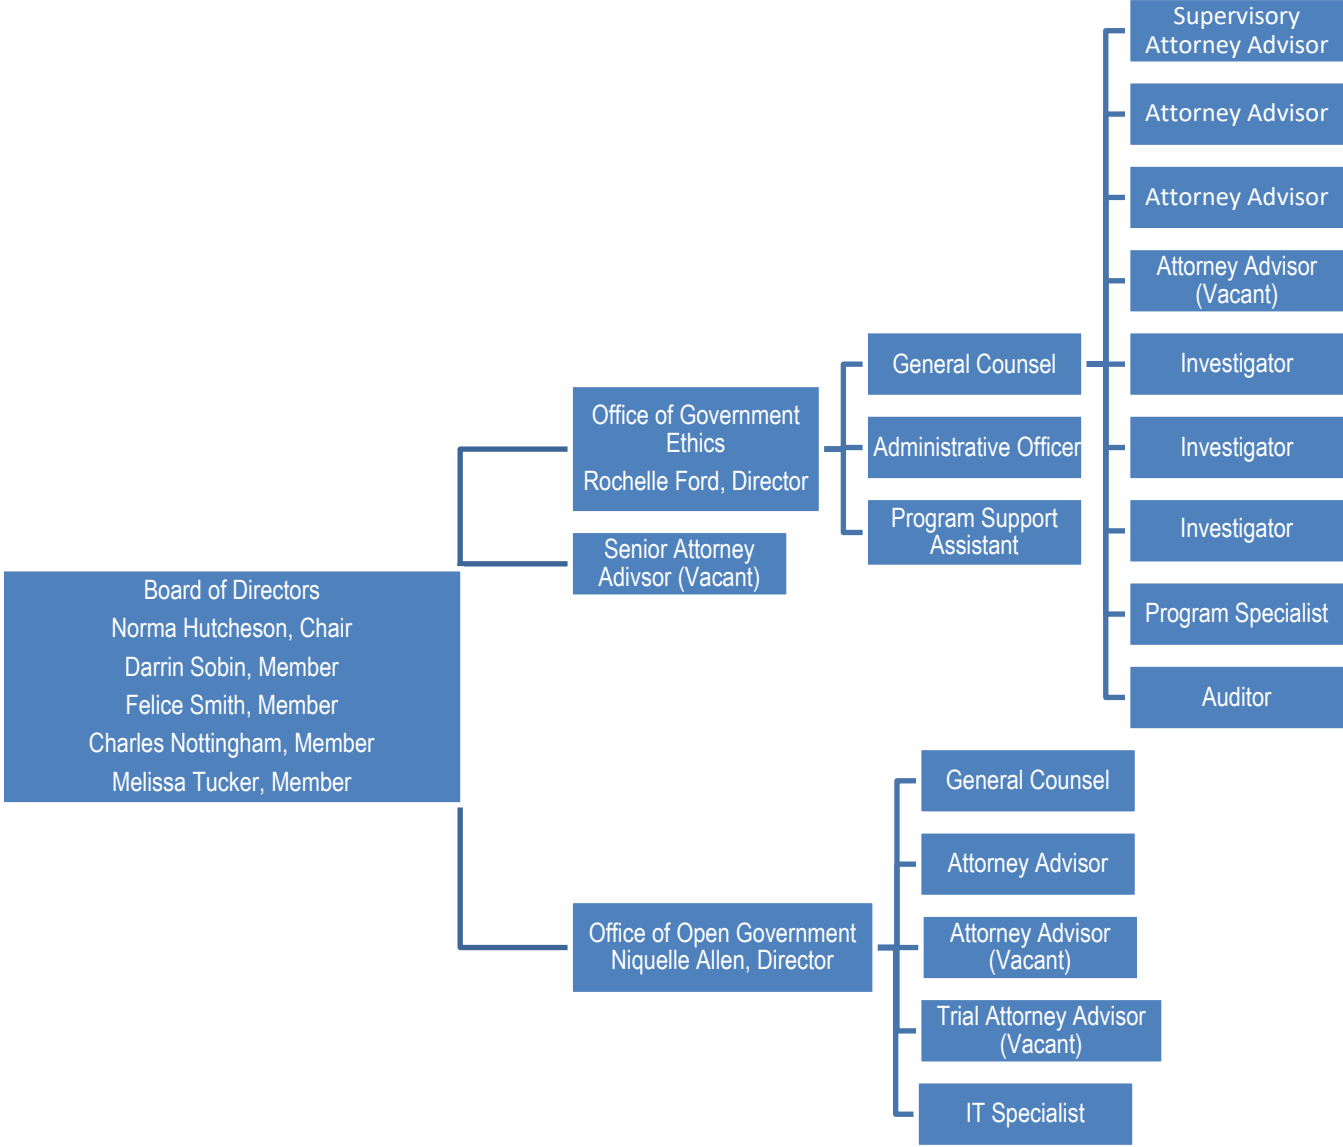 Supervisory
Attorney Advisor
Attorney Advisor
Attorney Advisor
Attorney Advisor
(Vacant)
General Counsel
Investigator
Office of Government
Ethics
Rochelle Ford, Director
Administrative Officer
Investigator
Program Support
Assistant
Investigator
Senior Attorney
Adivsor (Vacant)
Board of Directors
Norma Hutcheson, Chair
Darrin Sobin, Member
Felice Smith, Member
Charles Nottingham, Member
Melissa Tucker, Member
Program Specialist
Auditor
General Counsel
Attorney Advisor
Office of Open Government
Niquelle Allen, Director
Attorney Advisor
(Vacant)
Trial Attorney Advisor
(Vacant)
IT Specialist